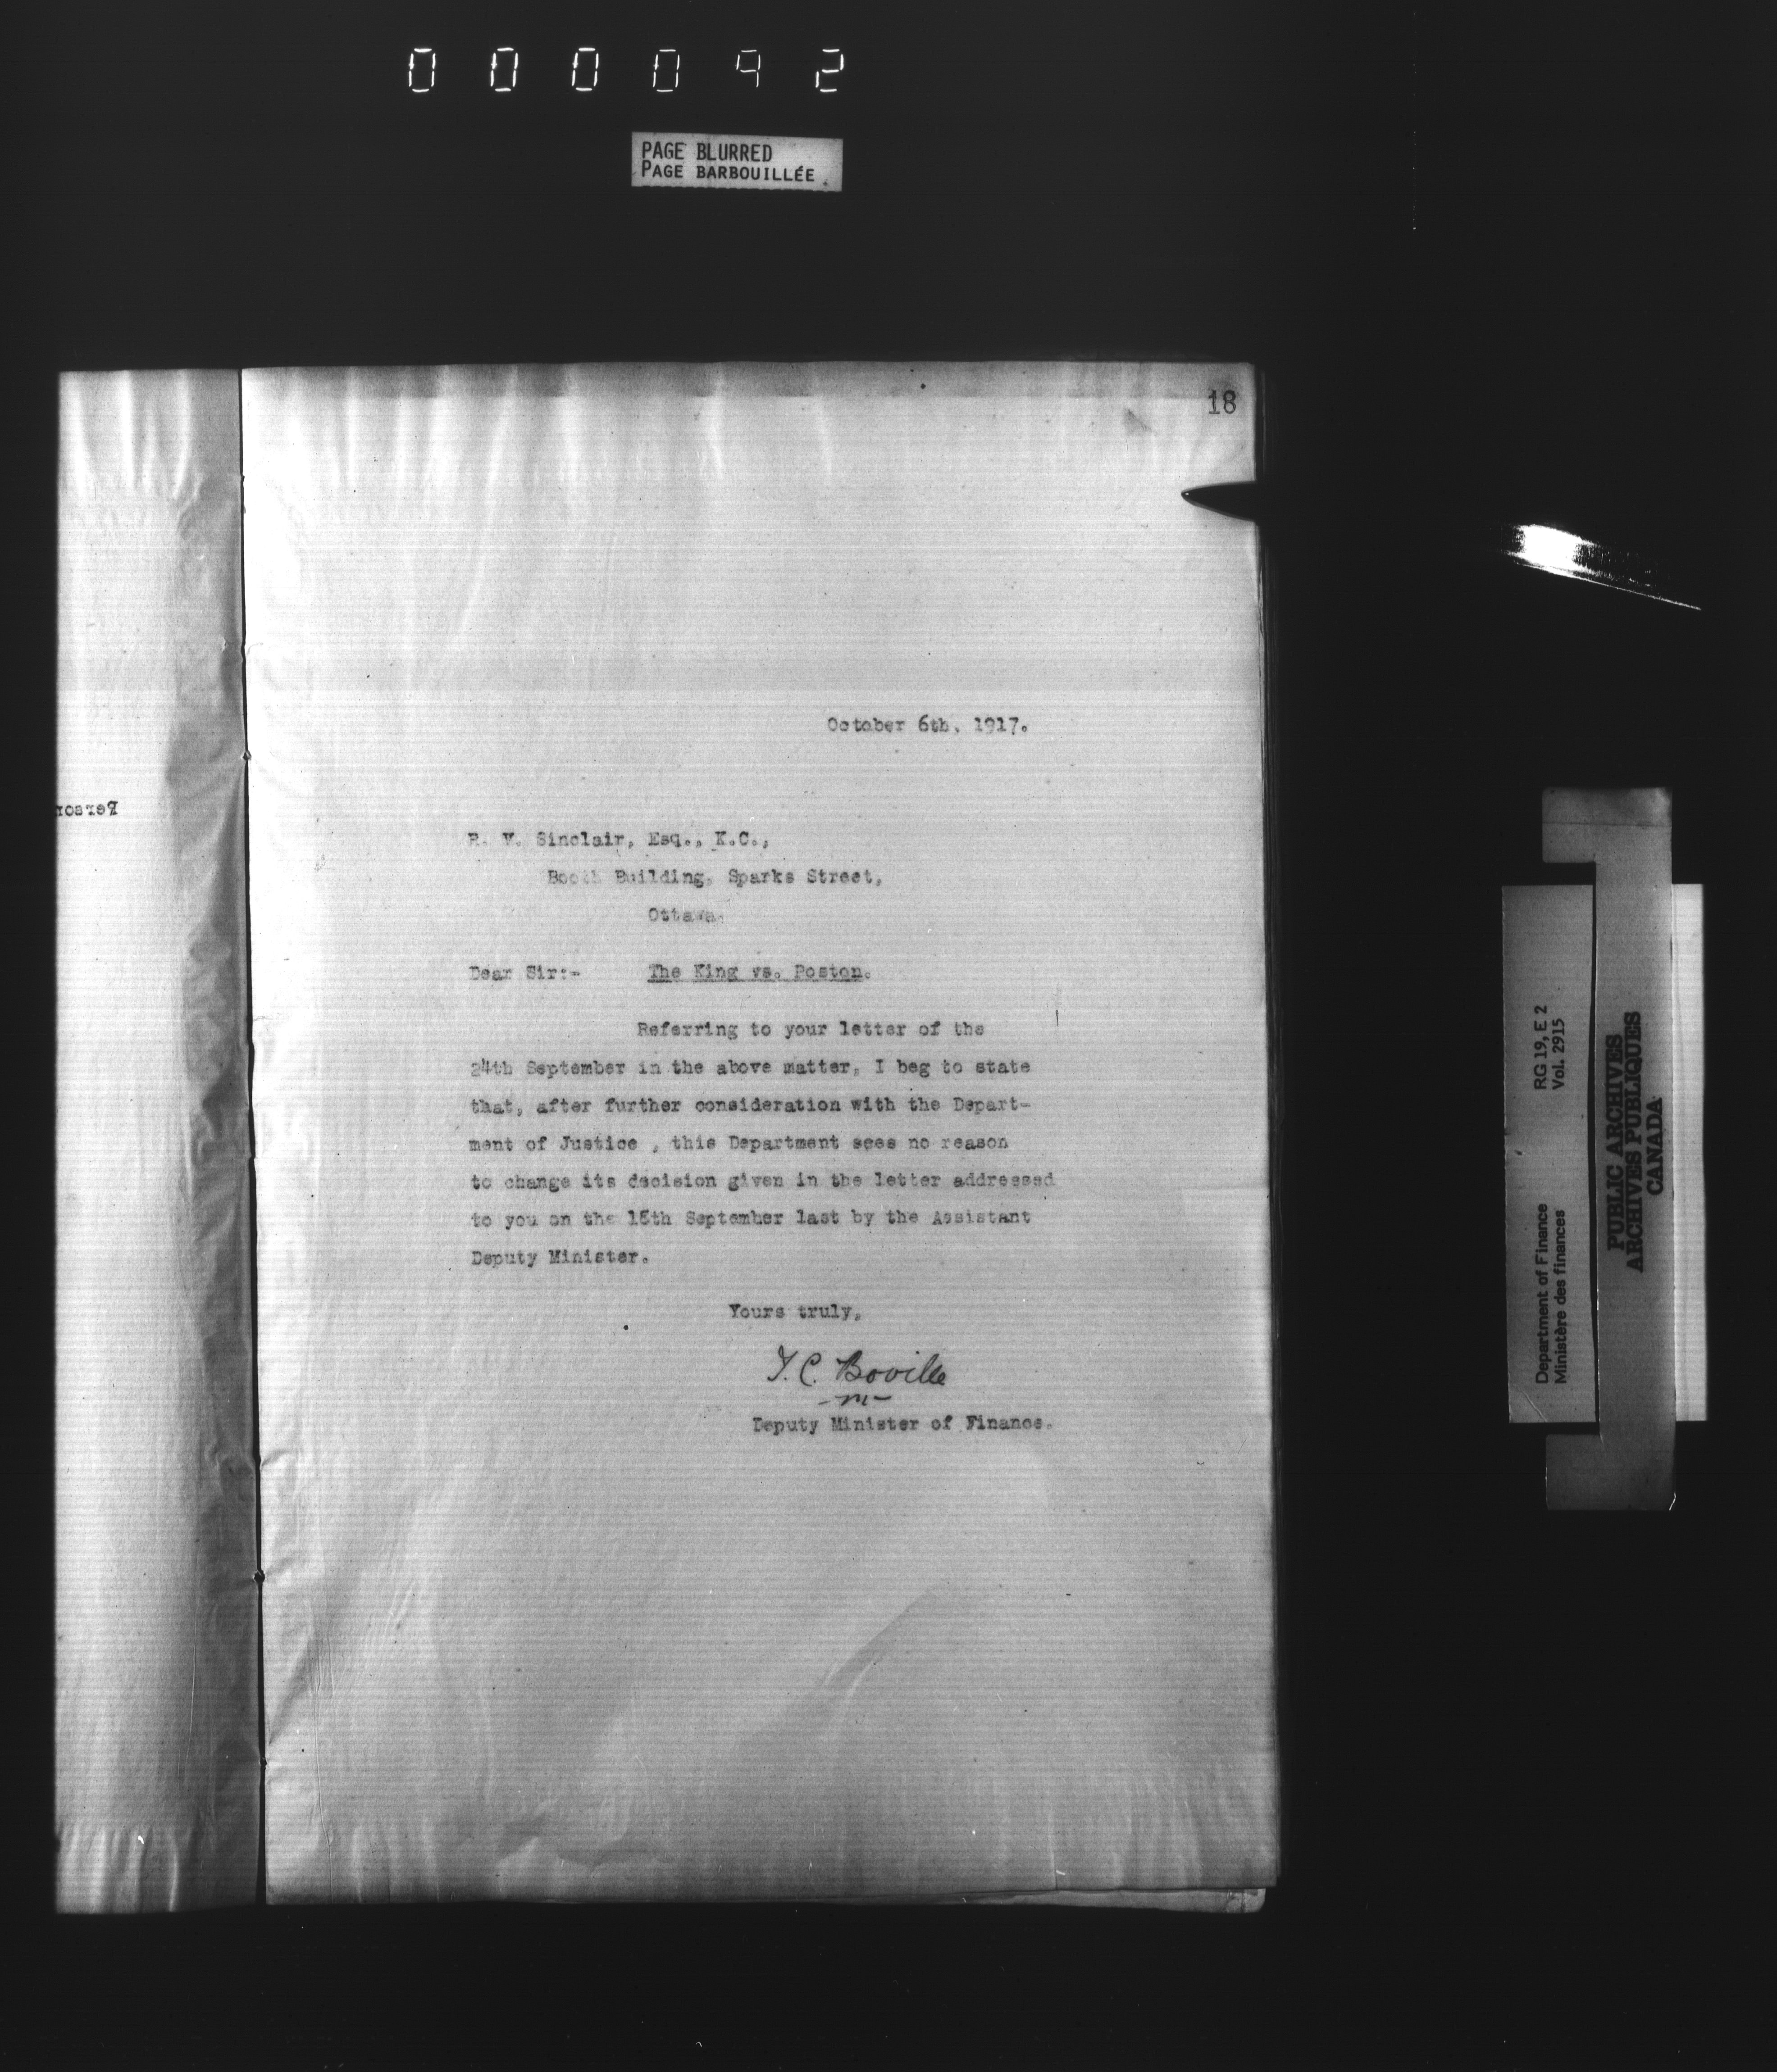 000092
PAGE BLURRED
PAGE BARBOUILLÉE
18
October 6th, 1917.
R. V. Sinclair, Esq., K.C.,
Booth Building, Sparks Street,
Ottawa.
Dear Sir:- The King vs. Poston.
Referring to your letter of the
24th September in the above matter, I beg to state
that, after further consideration with the Depart-
ment of Justice , this Department sees no reason
to change its decision given in the letter addressed
to you on the 18th September last by the Assistant
Deputy Minister.
Yours truly,
T.C. Boville
Deputy Minister of Finance.
Department of Finance RG 19, E 2
Ministère des finances Vol. 2915
PUBLIC ARCHIVES
ARCHIVES PUBLIQUES
CANADA